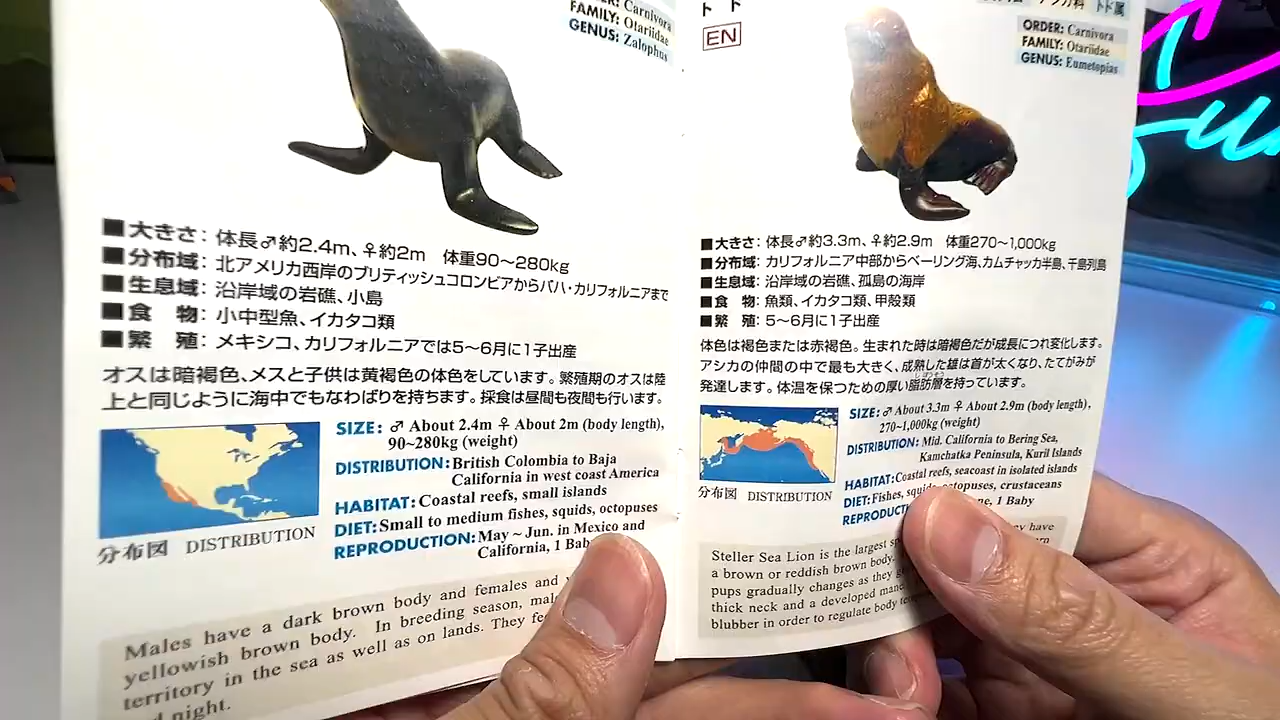 ORDER: Carnivora
FAMILY: Otariidae
GENUS: Zalophus
■大きさ：体長♂約2.4m、♀約2m 体重90〜280kg
■分布域：北アメリカ西岸のブリティッシュコロンビアからバハ・カリフォルニアまで
■生息域：沿岸域の岩礁、小島
■食 物：小中型魚、イカタコ類
■繁 殖：メキシコ、カリフォルニアでは5〜6月に1子出産
オスは暗褐色、メスと子供は黄褐色の体色をしています。繁殖期のオスは陸
上と同じように海中でもなわばりを持ちます。採食は昼間も夜間も行います。
SIZE: ♂ About 2.4m ♀ About 2m (body length),
90~280kg (weight)
DISTRIBUTION: British Colombia to Baja
California in west coast America
HABITAT: Coastal reefs, small islands
DIET: Small to medium fishes, squids, octopuses
REPRODUCTION: May ~ Jun. in Mexico and
California, 1 Baby
分布図 DISTRIBUTION
Males have a dark brown body and females and
yellowish brown body. In breeding season,
territory in the sea as well as on lands. They
night.
トド
EN
トド属
ORDER: Carnivora
FAMILY: Otariidae
GENUS: Eumetopias
■大きさ：体長♂約3.3m、♀約2.9m 体重270〜1,000kg
■分布域：カリフォルニア中部からベーリング海、カムチャッカ半島、千島列島
■生息域：沿岸域の岩礁、孤島の海岸
■食 物：魚類、イカタコ類、甲殻類
■繁 殖：5〜6月に1子出産
体色は褐色または赤褐色。生まれた時は暗褐色だが成長につれ変化します。
アシカの仲間の中で最も大きく、成熟した雄は首が太くなり、たてがみが
発達します。体温を保つための厚い脂肪層を持っています。
SIZE: ♂ About 3.3m ♀ About 2.9m (body length),
270~1,000kg (weight)
DISTRIBUTION: Mid. California to Bering Sea,
Kamchatka Peninsula, Kuril Islands
HABITAT: Coastal reefs, seacoast in isolated islands
DIET: Fishes, squids, octopuses, crustaceans
1 Baby
分布図 DISTRIBUTION
Steller Sea Lion is the largest have
a brown or reddish brown body.
pups gradually changes as they
thick neck and a developed
blubber in order to regulate body